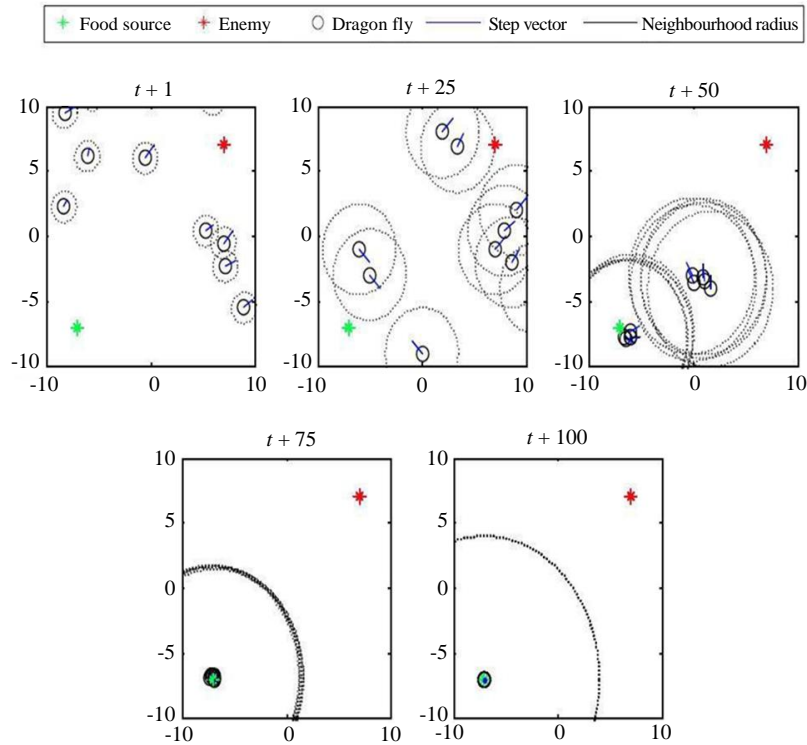 Food source Enemy Dragon fly Step vector Neighbourhood radius
t + 1 t + 25 t + 50
10 10 10
5 5 5
0 0 0
-5 -5 -5
-10 -10 -10
-10 0 10 -10 0 10 -10 0 10
t + 75 t + 100
10 10
5 5
0 0
-5 -5
-10 -10
-10 0 10 -10 0 10